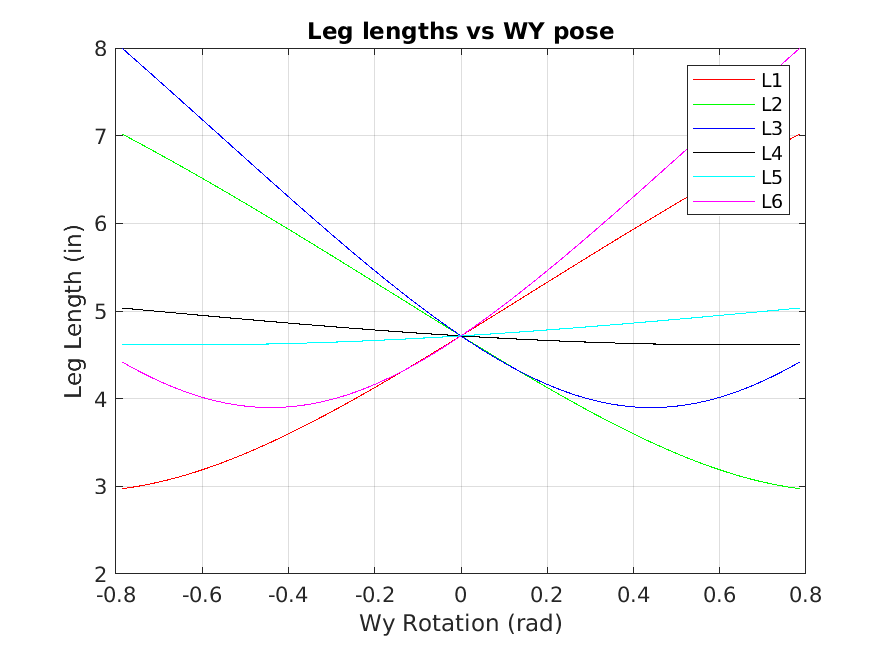 Leg lengths vs WY pose
8
7
6
5
4
3
2
Leg Length (in)
L1
L2
L3
L4
L5
L6
-0.8 -0.6 -0.4 -0.2 0 0.2 0.4 0.6 0.8
Wy Rotation (rad)